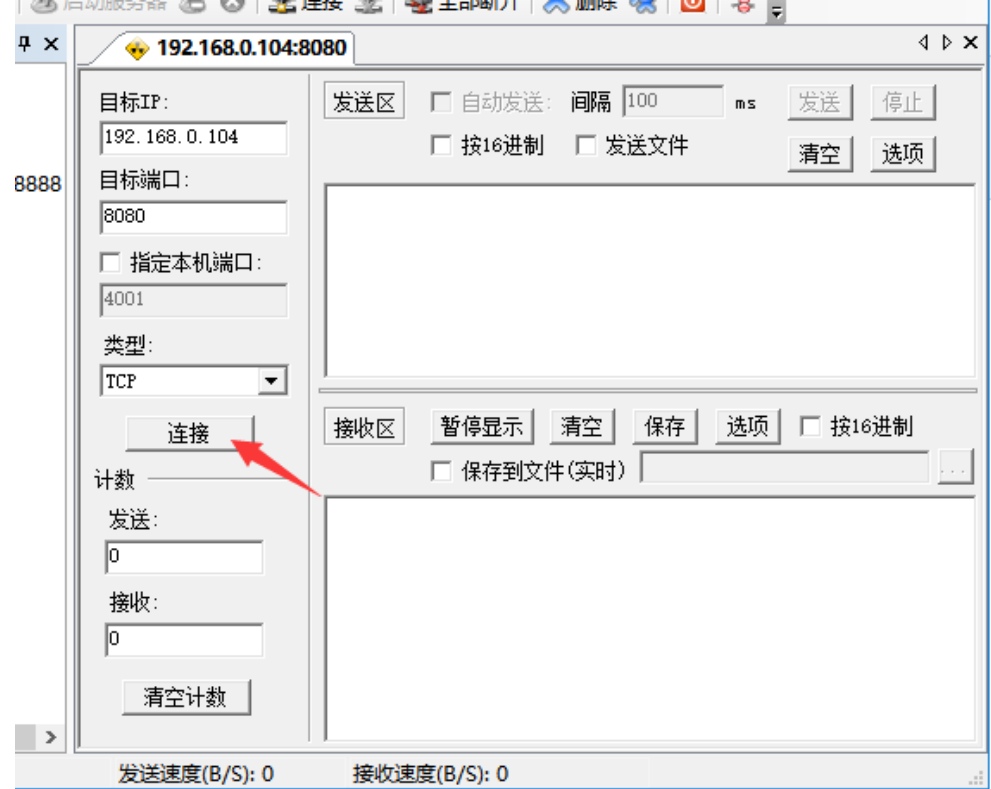 启动服务器 连接 全部断开 删除
192.168.0.104:8080
8888
目标IP:
192.168.0.104
目标端口:
8080
指定本机端口:
4001
类型:
TCP
连接
计数
发送:
0
接收:
0
清空计数
发送区 自动发送: 间隔 100 ms 发送 停止
按16进制 发送文件 清空 选项
接收区 暂停显示 清空 保存 选项 按16进制
保存到文件(实时) ...
发送速度(B/S): 0 接收速度(B/S): 0